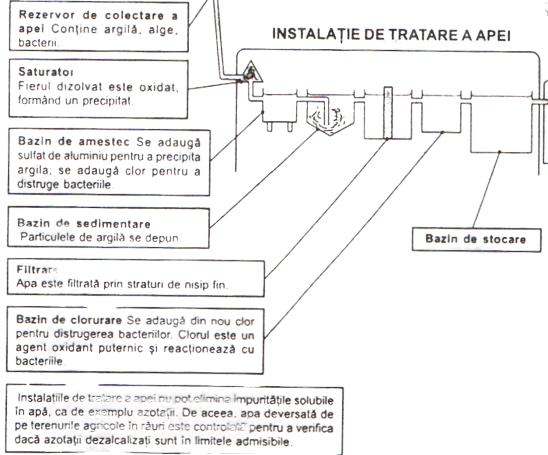 Rezervor de colectare a
apei Conține argilă, alge,
bacterii.
INSTALAȚIE DE TRATARE A APEI
Saturator
Fierul dizolvat este oxidat,
formând un precipitat.
Bazin de amestec Se adaugă
sulfat de aluminiu pentru a precipita
argila; se adaugă clor pentru a
distruge bacteriile.
Bazin de sedimentare
Particulele de argilă se depun
Bazin de stocare
Filtrare
Apa este filtrată prin straturi de nisip fin.
Bazin de clorurare Se adaugă din nou clor
pentru distrugerea bacteriilor. Clorul este un
agent oxidant puternic și reacționează cu
bacteriile.
Instalațiile de tratare a apei nu pot elimina impuritățile solubile
în apă, ca de exemplu azotații. De aceea, apa deversată de
pe terenurile agricole în râuri este controlată pentru a verifica
dacă azotații dezalcalizați sunt în limitele admisibile.